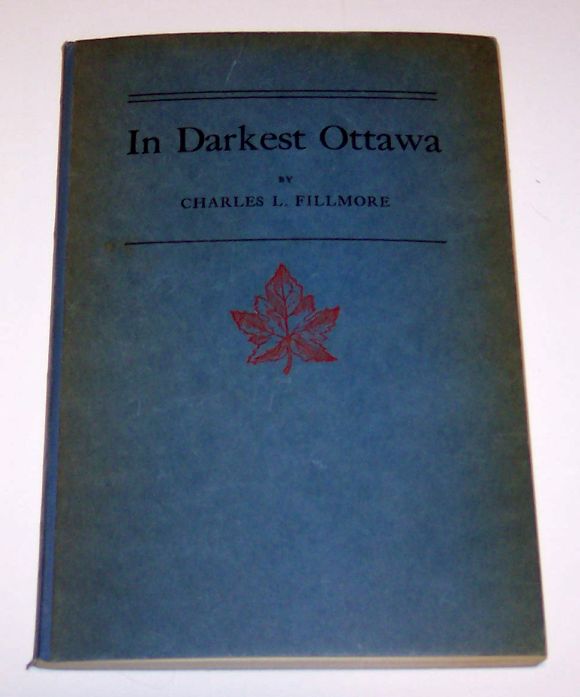 In Darkest Ottawa
BY
CHARLES L. FILLMORE